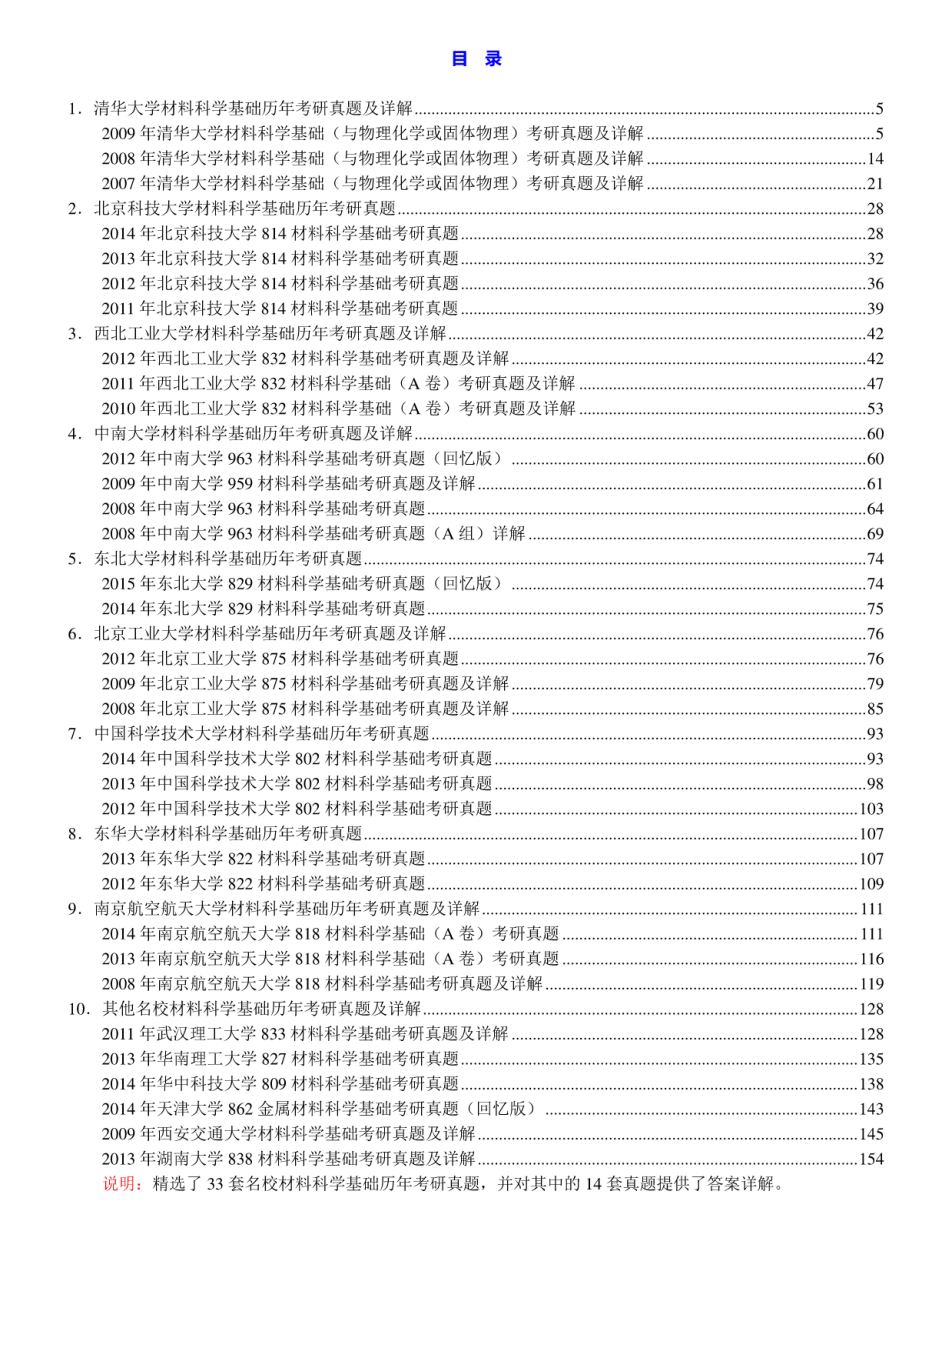 目 录
1．清华大学材料科学基础历年考研真题及详解............5
2009 年清华大学材料科学基础（与物理化学或固体物理）考研真题及详解............5
2008 年清华大学材料科学基础（与物理化学或固体物理）考研真题及详解............14
2007 年清华大学材料科学基础（与物理化学或固体物理）考研真题及详解............21
2．北京科技大学材料科学基础历年考研真题............28
2014 年北京科技大学 814 材料科学基础考研真题............28
2013 年北京科技大学 814 材料科学基础考研真题............32
2012 年北京科技大学 814 材料科学基础考研真题............36
2011 年北京科技大学 814 材料科学基础考研真题............39
3．西北工业大学材料科学基础历年考研真题及详解............42
2012 年西北工业大学 832 材料科学基础考研真题及详解............42
2011 年西北工业大学 832 材料科学基础（A 卷）考研真题及详解............47
2010 年西北工业大学 832 材料科学基础（A 卷）考研真题及详解............53
4．中南大学材料科学基础历年考研真题及详解............60
2012 年中南大学 963 材料科学基础考研真题（回忆版）............60
2009 年中南大学 959 材料科学基础考研真题及详解............61
2008 年中南大学 963 材料科学基础考研真题............64
2008 年中南大学 963 材料科学基础考研真题（A 组）详解............69
5．东北大学材料科学基础历年考研真题............74
2015 年东北大学 829 材料科学基础考研真题（回忆版）............74
2014 年东北大学 829 材料科学基础考研真题............75
6．北京工业大学材料科学基础历年考研真题及详解............76
2012 年北京工业大学 875 材料科学基础考研真题............76
2009 年北京工业大学 875 材料科学基础考研真题及详解............79
2008 年北京工业大学 875 材料科学基础考研真题及详解............85
7．中国科学技术大学材料科学基础历年考研真题............93
2014 年中国科学技术大学 802 材料科学基础考研真题............93
2013 年中国科学技术大学 802 材料科学基础考研真题............98
2012 年中国科学技术大学 802 材料科学基础考研真题............103
8．东华大学材料科学基础历年考研真题............107
2013 年东华大学 822 材料科学基础考研真题............107
2012 年东华大学 822 材料科学基础考研真题............109
9．南京航空航天大学材料科学基础历年考研真题及详解............111
2014 年南京航空航天大学 818 材料科学基础（A 卷）考研真题............111
2013 年南京航空航天大学 818 材料科学基础（A 卷）考研真题............116
2008 年南京航空航天大学 818 材料科学基础考研真题及详解............119
10．其他名校材料科学基础历年考研真题及详解............128
2011 年武汉理工大学 833 材料科学基础考研真题及详解............128
2013 年华南理工大学 827 材料科学基础考研真题............135
2014 年华中科技大学 809 材料科学基础考研真题............138
2014 年天津大学 862 金属材料科学基础考研真题（回忆版）............143
2009 年西安交通大学材料科学基础考研真题及详解............145
2013 年湖南大学 838 材料科学基础考研真题及详解............154
说明：精选了 33 套名校材料科学基础历年考研真题，并对其中的 14 套真题提供了答案详解。